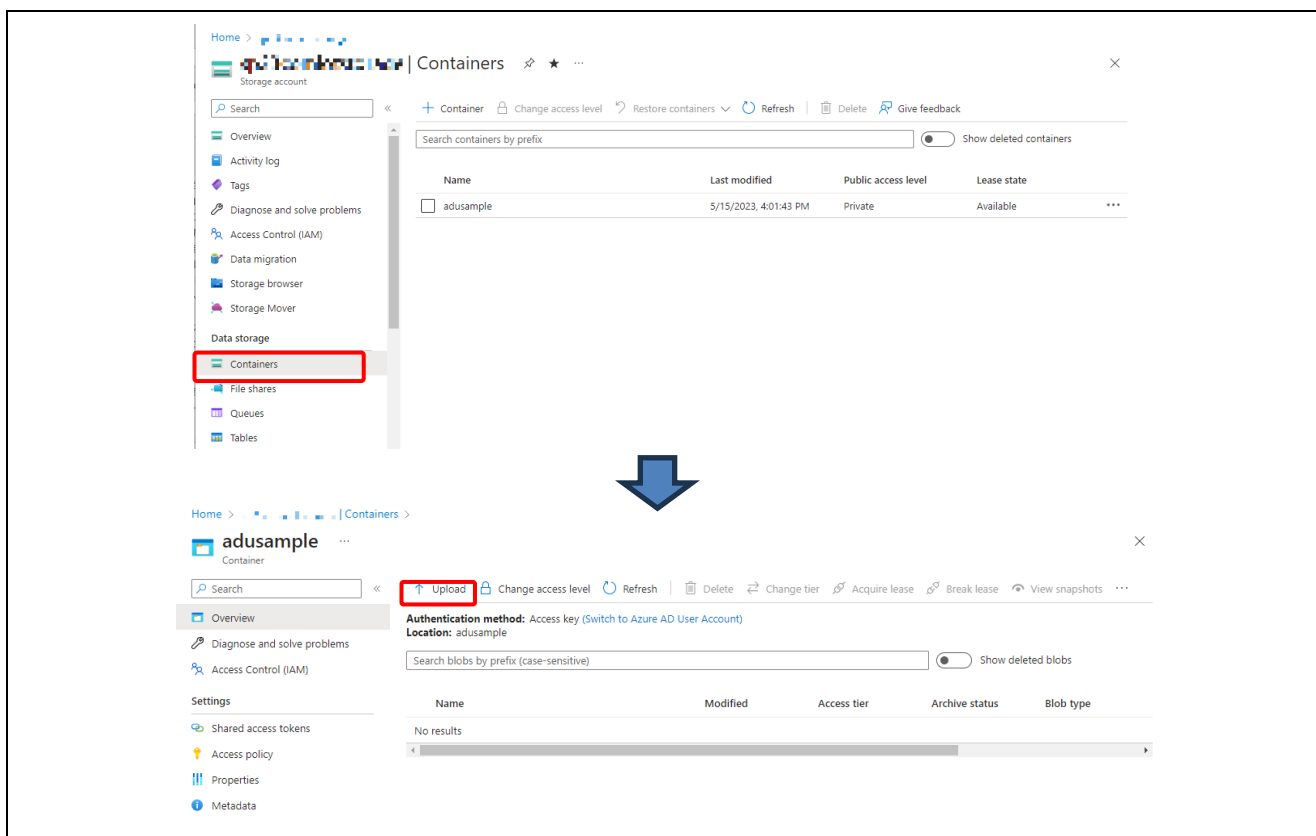 Home >
| Containers
Storage account
Search
+ Container Change access level Restore containers Refresh Delete Give feedback
Overview
Search containers by prefix
Show deleted containers
Activity log
Tags
Name Last modified Public access level Lease state
Diagnose and solve problems
adusample 5/15/2023, 4:01:43 PM Private Available
Access Control (IAM)
Data migration
Storage browser
Storage Mover
Data storage
Containers
File shares
Queues
Tables
Home > | Containers >
adusample
Container
Search
Upload Change access level Refresh Delete Change tier Acquire lease Break lease View snapshots
Overview
Authentication method: Access key (Switch to Azure AD User Account)
Location: adusample
Diagnose and solve problems
Search blobs by prefix (case-sensitive) Show deleted blobs
Access Control (IAM)
Settings
Name Modified Access tier Archive status Blob type
Shared access tokens
No results
Access policy
Properties
Metadata